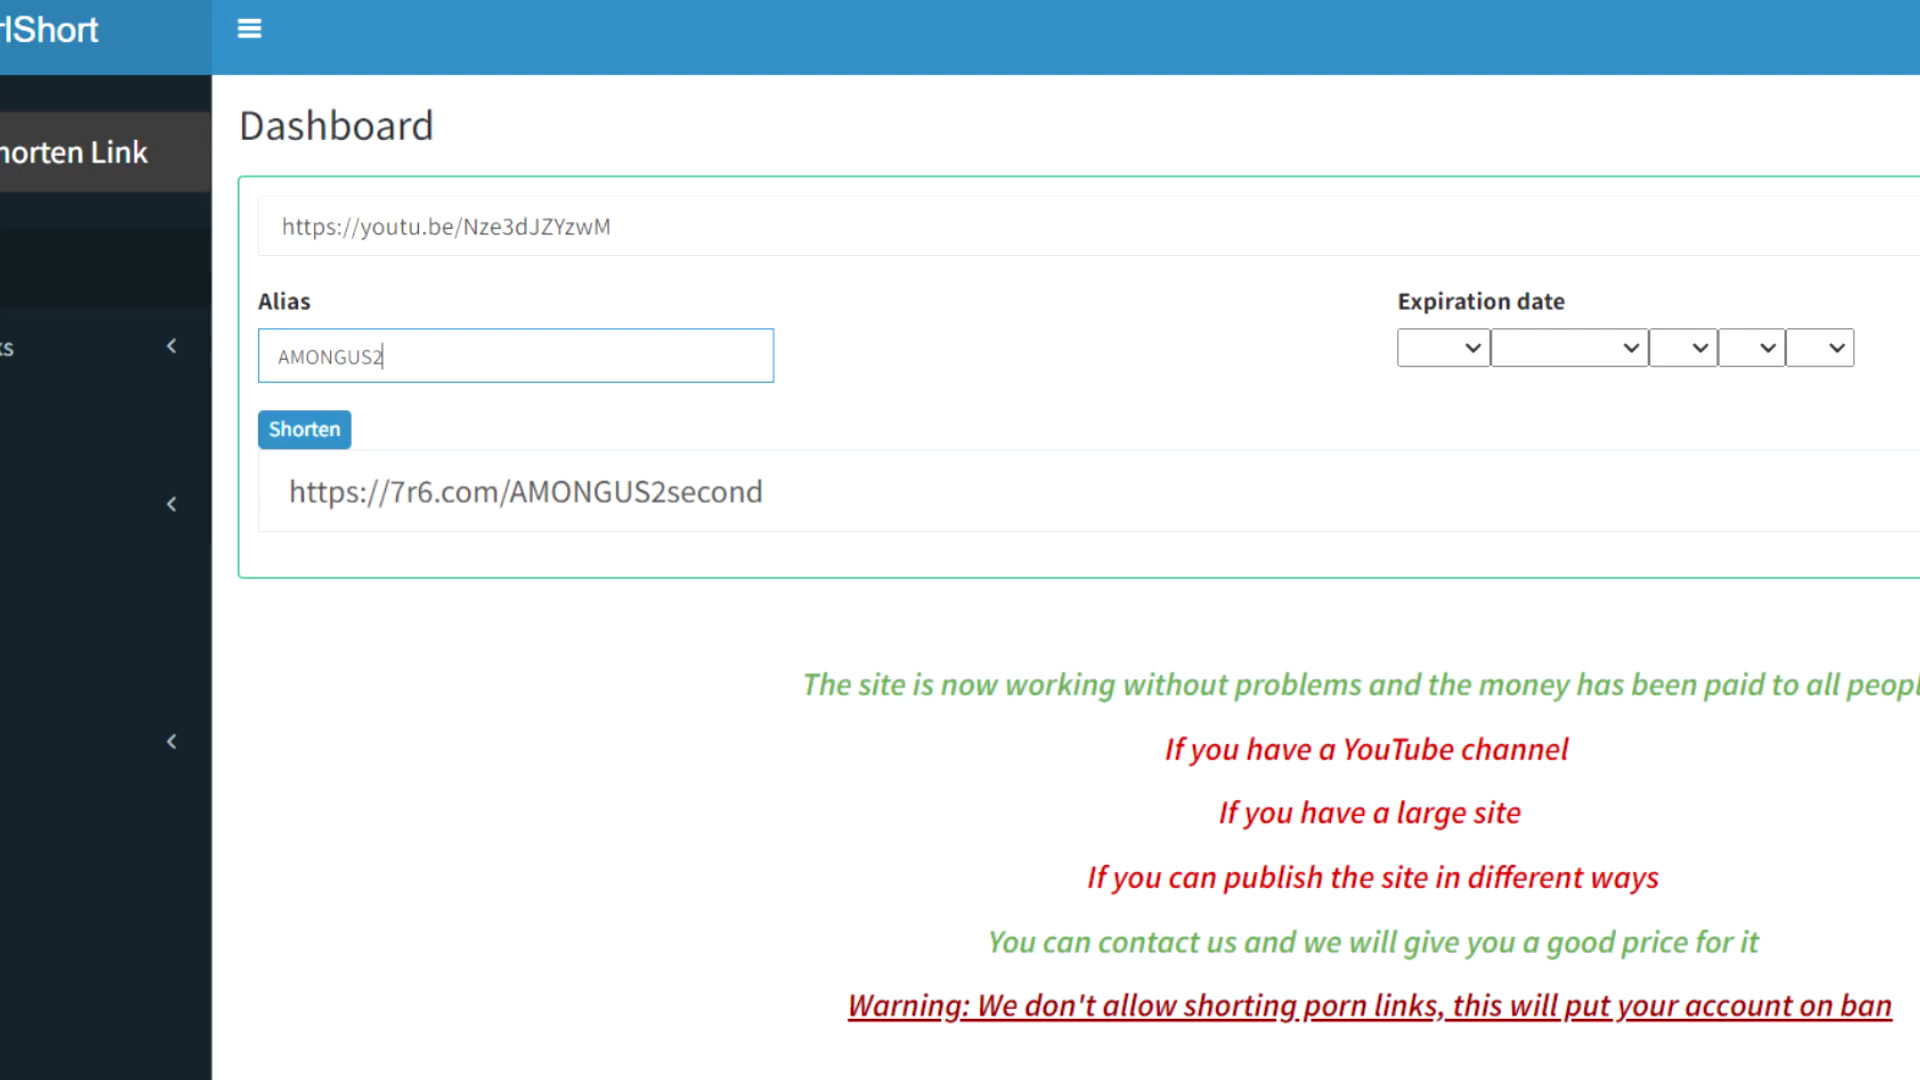 rlShort
Dashboard
horten Link
https://youtu.be/Nze3dJZYzwM
Alias
Expiration date
AMONGUS2
ks
Shorten
https://7r6.com/AMONGUS2second
The site is now working without problems and the money has been paid to all peopl
If you have a YouTube channel
If you have a large site
If you can publish the site in different ways
You can contact us and we will give you a good price for it
Warning: We don't allow shorting porn links, this will put your account on ban